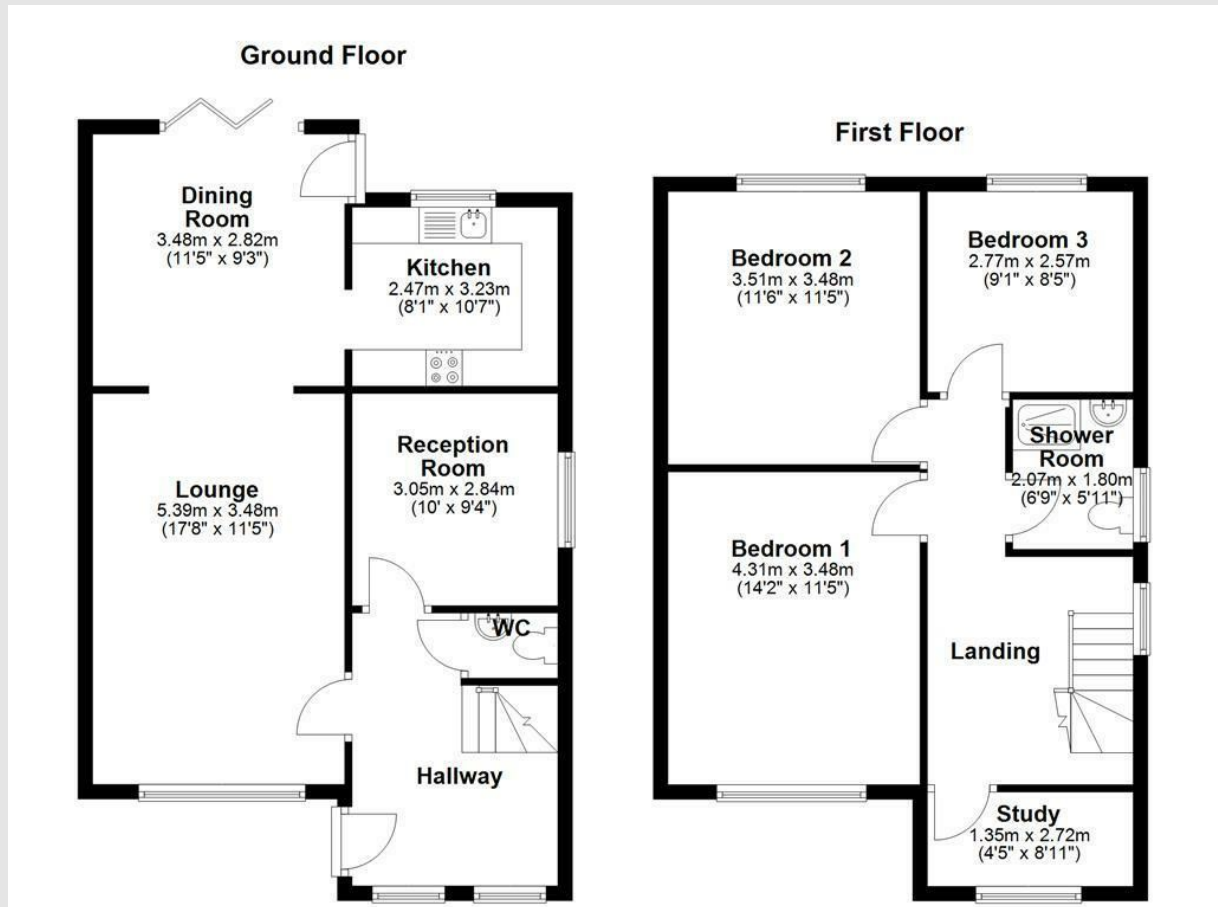 Ground Floor
Dining
Room
3.48m x 2.82m
(11'5" x 9'3")
Kitchen
2.47m x 3.23m
(8'1" x 10'7")
Reception
Room
3.05m x 2.84m
(10' x 9'4")
Lounge
5.39m x 3.48m
(17'8" x 11'5")
WC
Hallway
First Floor
Bedroom 2
3.51m x 3.48m
(11'6" x 11'5")
Bedroom 3
2.77m x 2.57m
(9'1" x 8'5")
Shower
Room
2.07m x 1.80m
(6'9" x 5'11")
Bedroom 1
4.31m x 3.48m
(14'2" x 11'5")
Landing
Study
1.35m x 2.72m
(4'5" x 8'11")